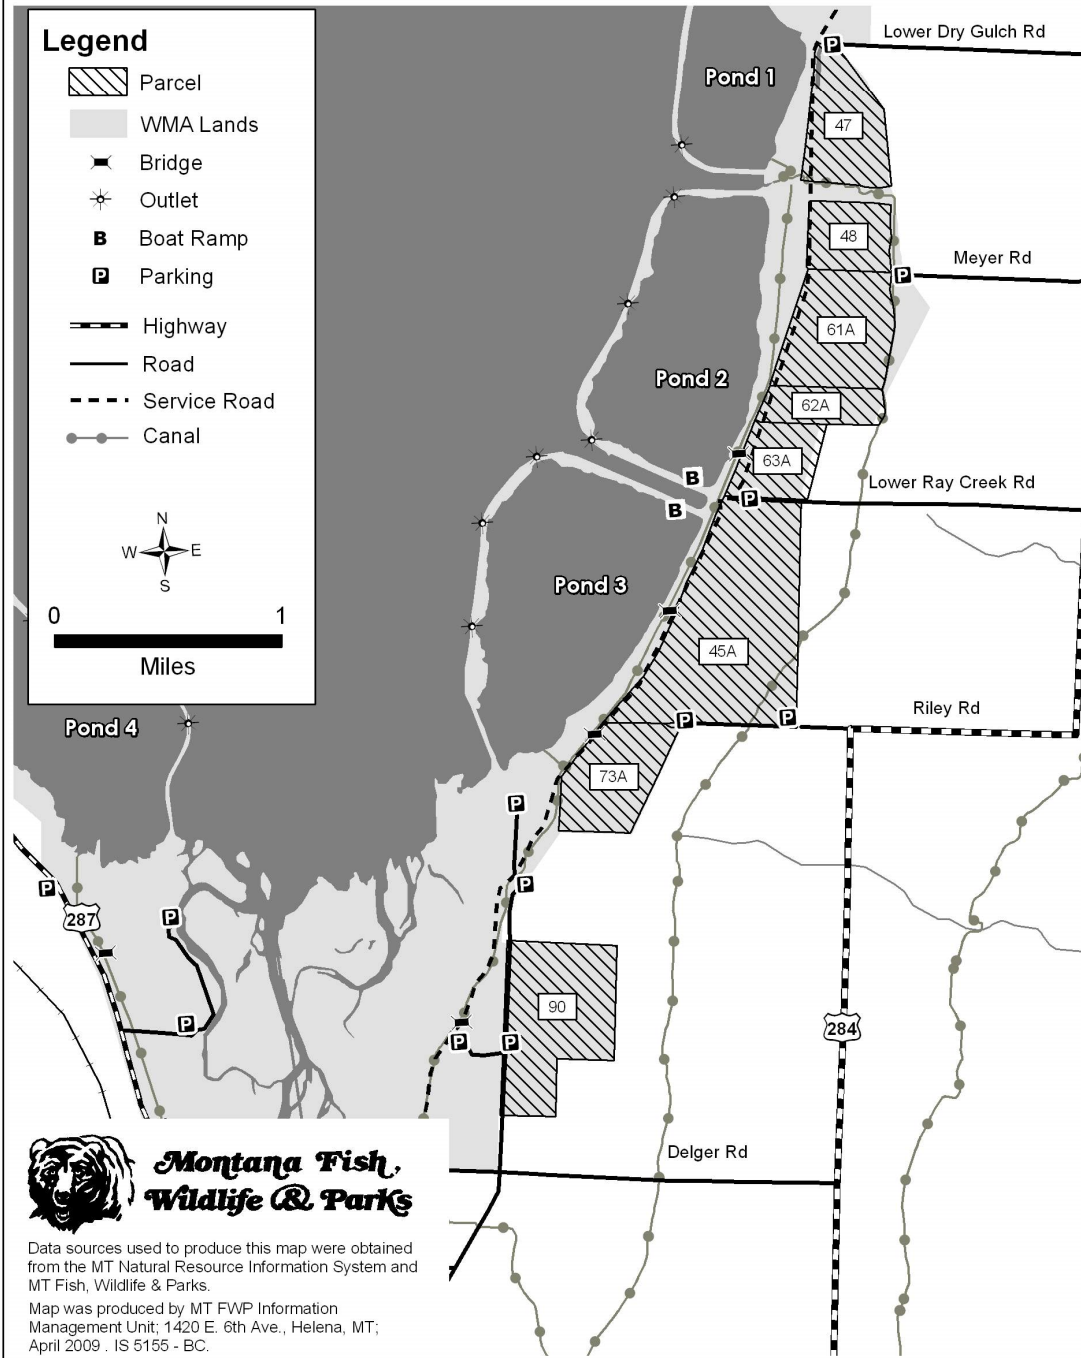 Legend
Parcel
WMA Lands
Bridge
Outlet
B Boat Ramp
P Parking
Highway
Road
Service Road
Canal
N
W E
S
0 1
Miles
Lower Dry Gulch Rd
P
Pond 1
47
48
Meyer Rd
P
61A
Pond 2
62A
63A
B
B
P
Lower Ray Creek Rd
Pond 3
45A
Pond 4
P
P
Riley Rd
73A
P
P
P
287
P
90
P
P
P
284
Delger Rd
Montana Fish,
Wildlife & Parks
Data sources used to produce this map were obtained
from the MT Natural Resource Information System and
MT Fish, Wildlife & Parks.
Map was produced by MT FWP Information
Management Unit; 1420 E. 6th Ave., Helena, MT;
April 2009 . IS 5155 - BC.